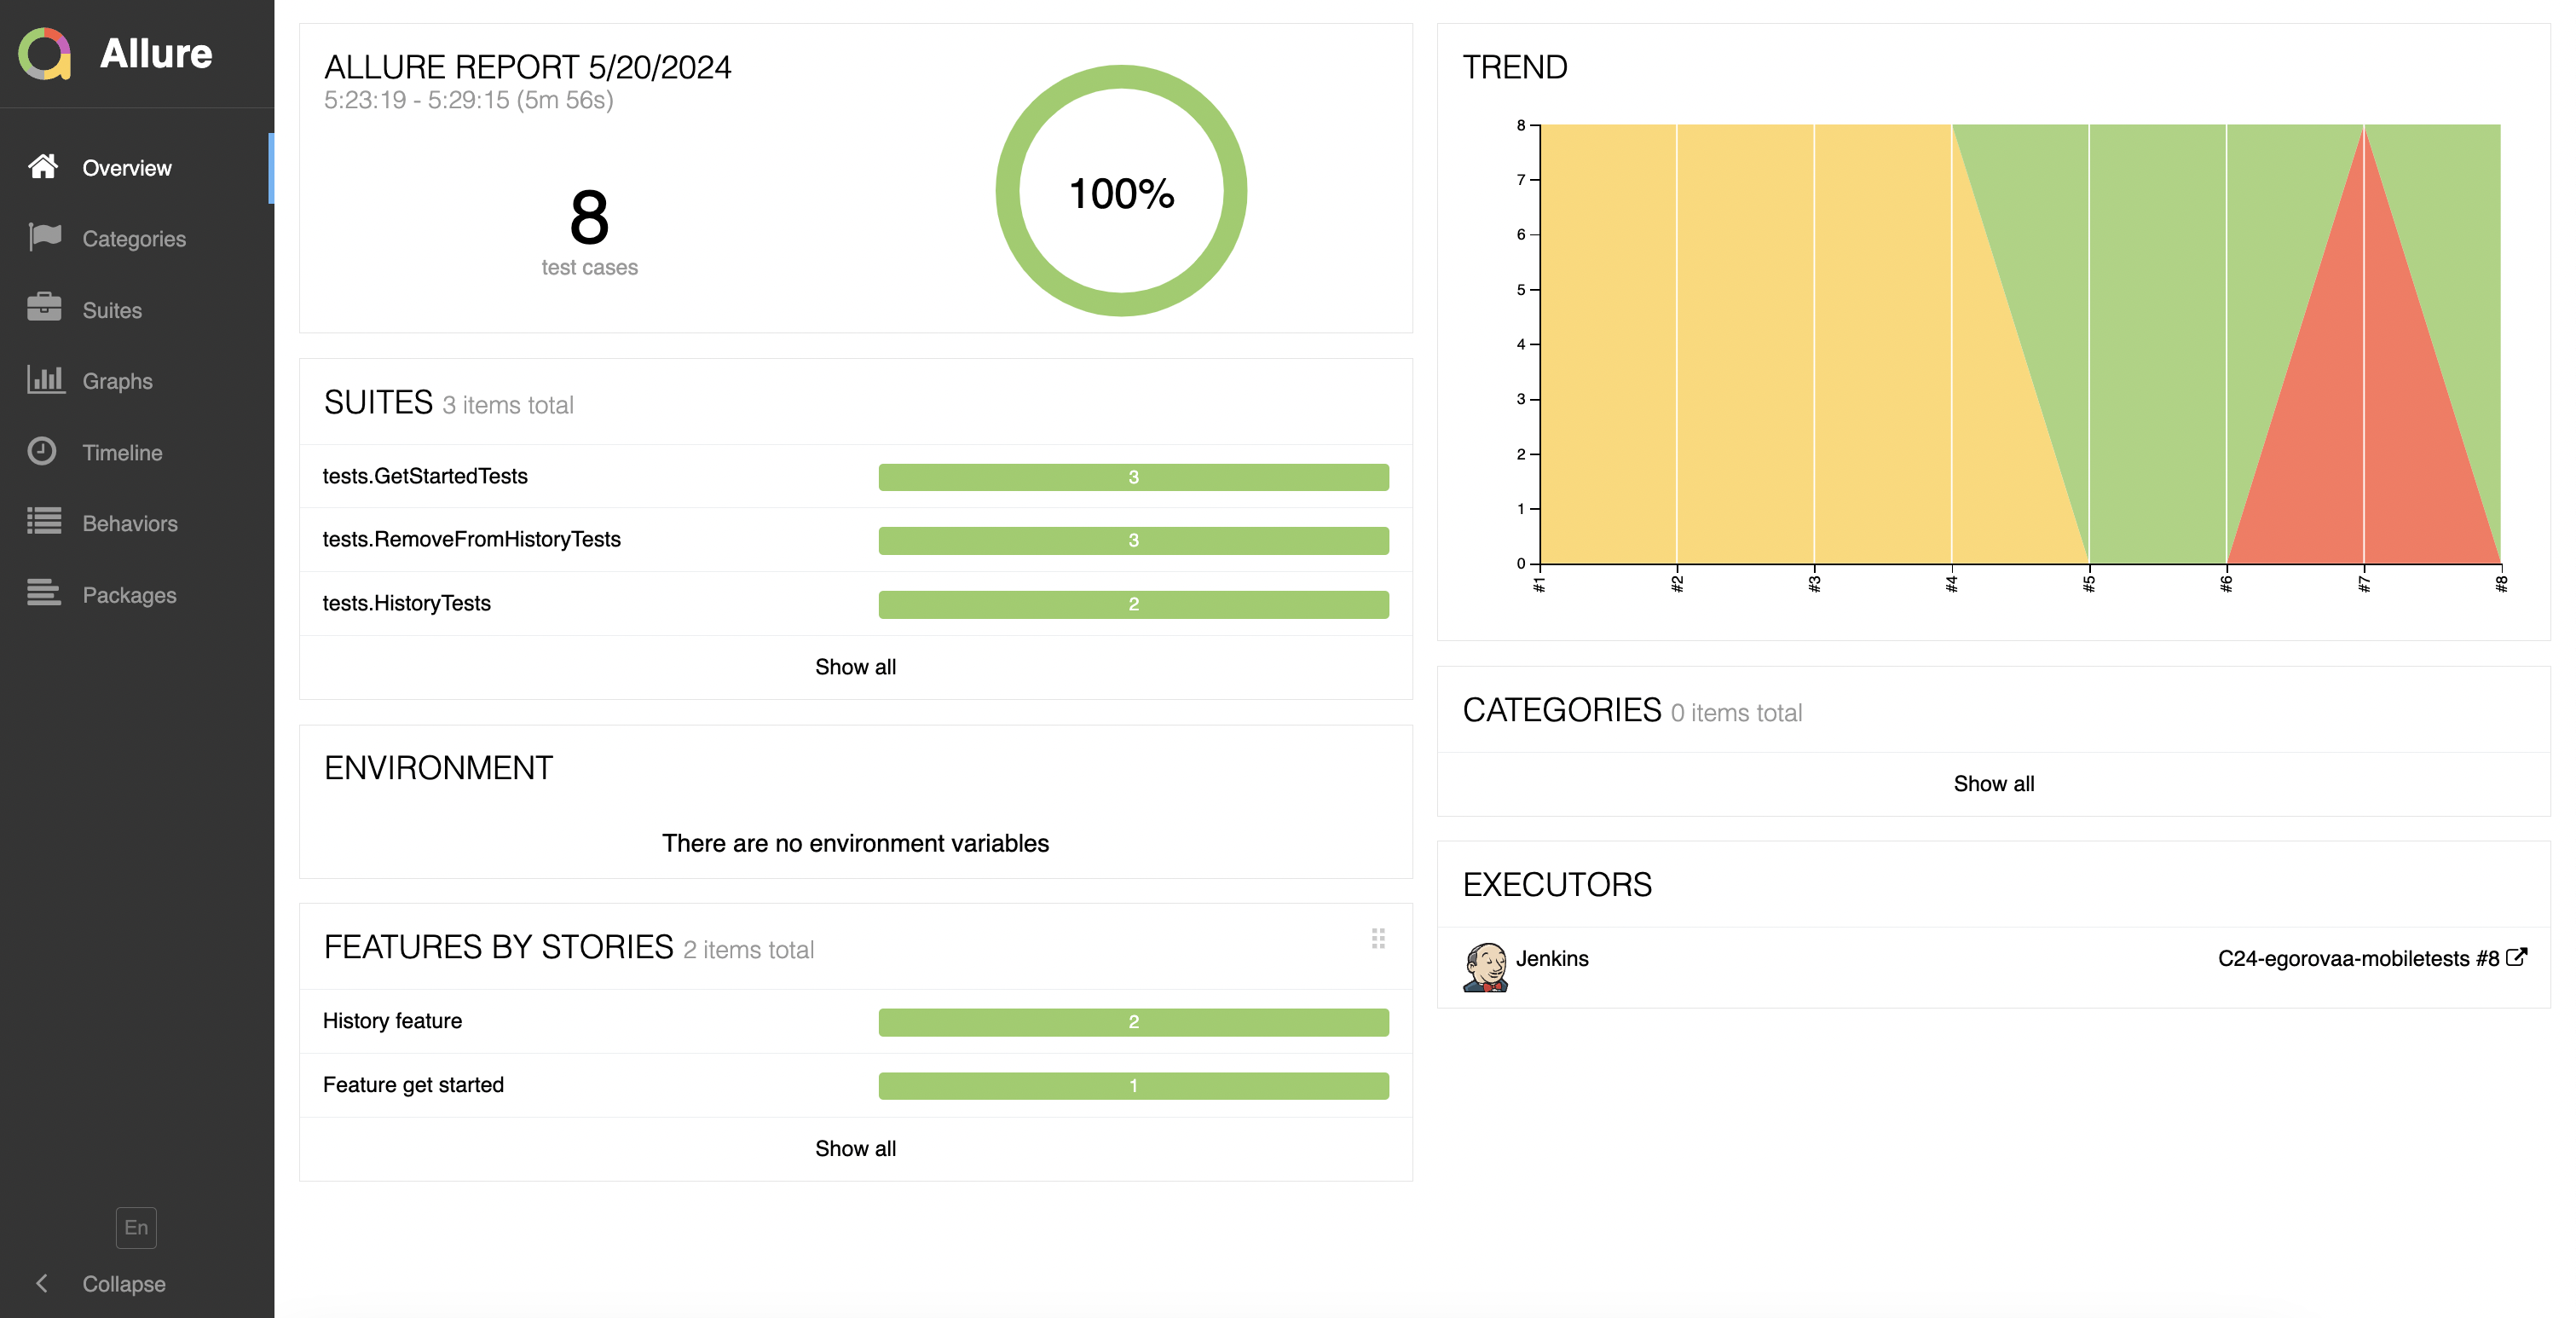 Allure
Overview
Categories
Suites
Graphs
Timeline
Behaviors
Packages
En
Collapse
ALLURE REPORT 5/20/2024
5:23:19 - 5:29:15 (5m 56s)
8
test cases
100%
SUITES 3 items total
tests.GetStartedTests 3
tests.RemoveFromHistoryTests 3
tests.HistoryTests 2
Show all
ENVIRONMENT
There are no environment variables
FEATURES BY STORIES 2 items total
History feature 2
Feature get started 1
Show all
TREND
8
7
6
5
4
3
2
1
0
#1 #2 #3 #4 #5 #6 #7 #8
CATEGORIES 0 items total
Show all
EXECUTORS
Jenkins C24-egorovaa-mobiletests #8